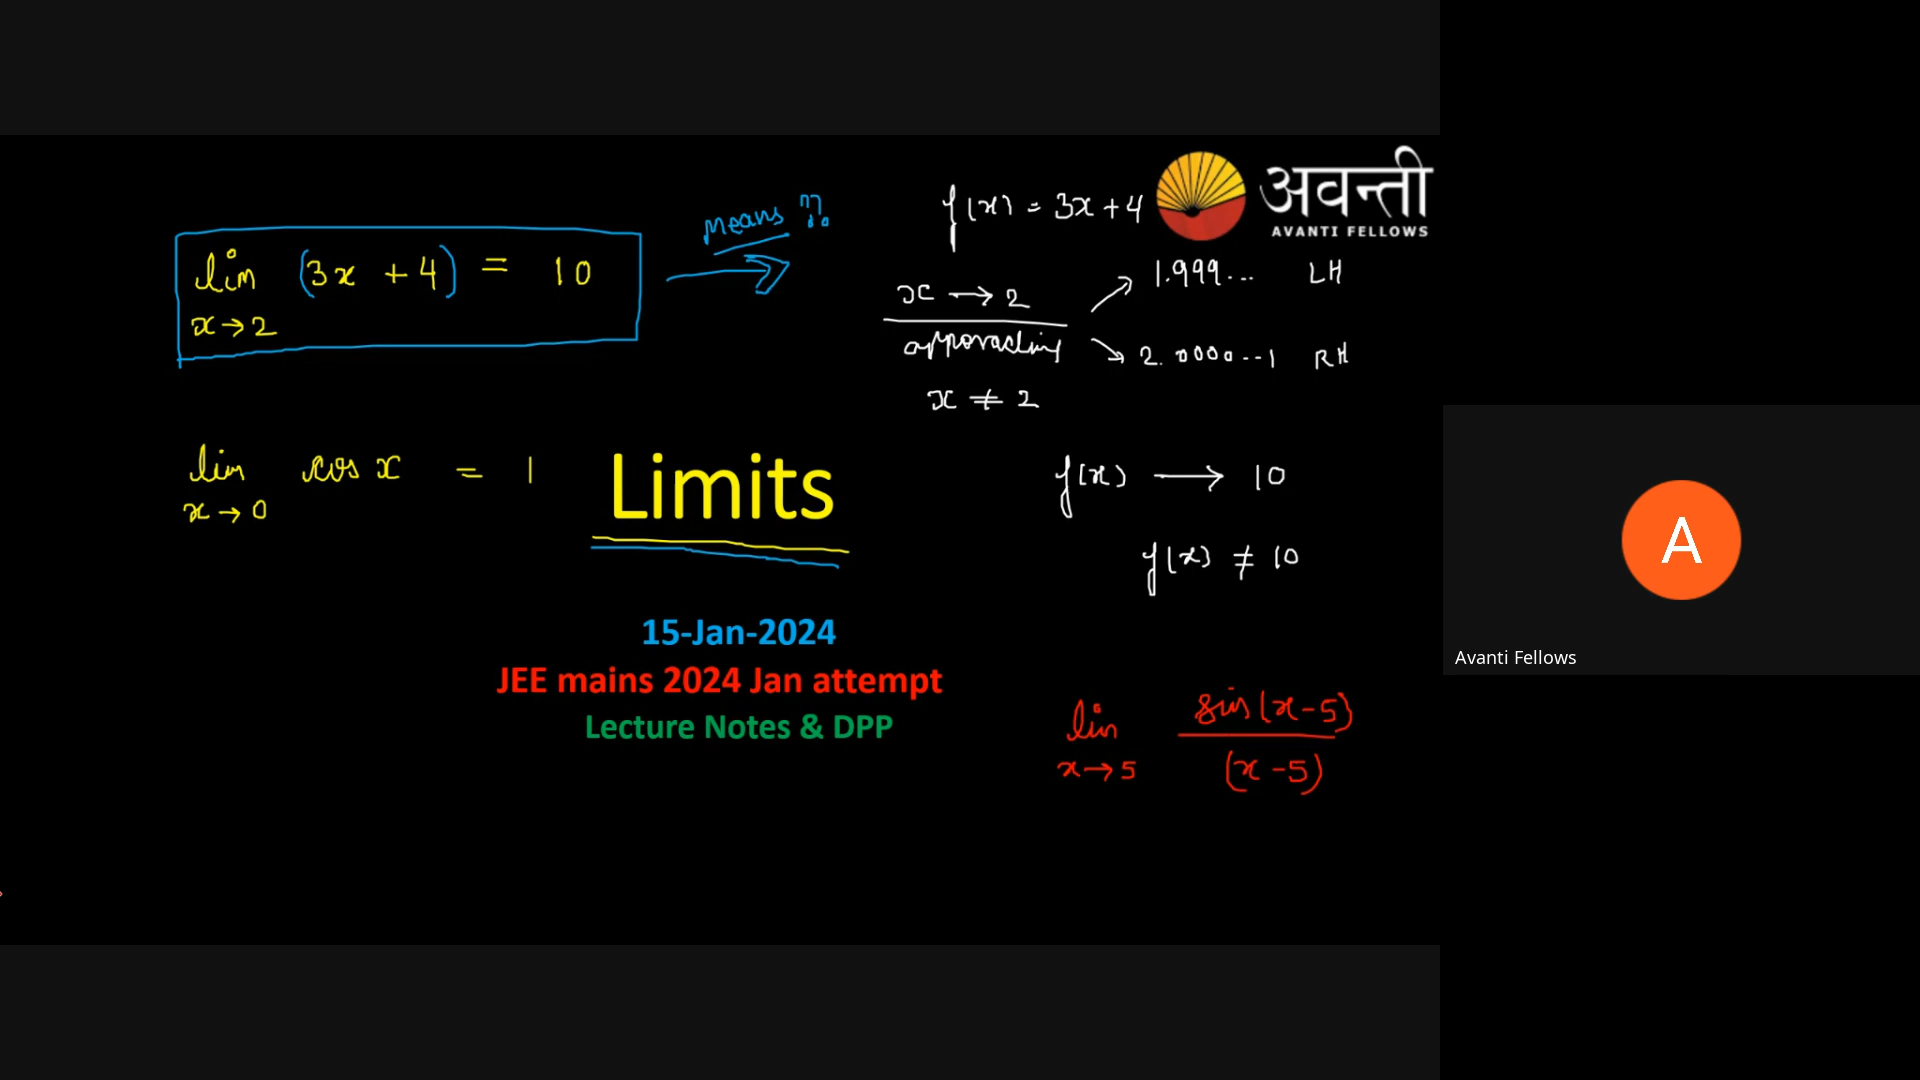 lim (3x + 4) = 10
x → 2
means ??
f(x) = 3x + 4
अवन्ती
AVANTI FELLOWS
x → 2
approaching
x ≠ 2
1.999... LH
2.0000--1 RH
lim cos x = 1
x → 0
Limits
f(x) → 10
f(x) ≠ 10
15-Jan-2024
JEE mains 2024 Jan attempt
Lecture Notes & DPP
lim sin(x-5)
x → 5 (x-5)
A
Avanti Fellows